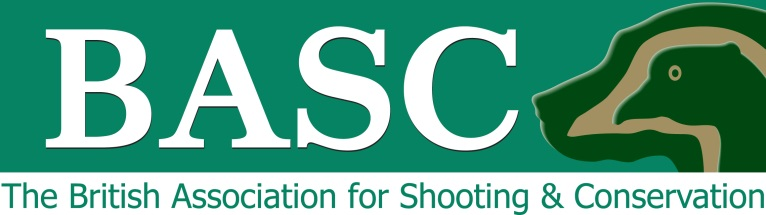 BASC
The British Association for Shooting & Conservation